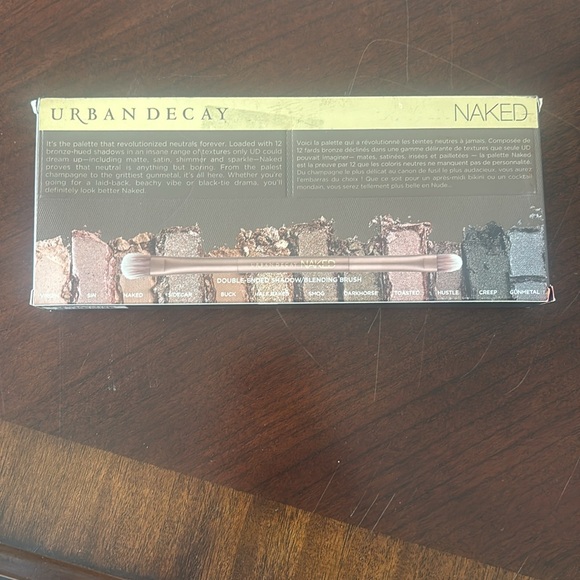 URBAN DECAY
NAKED
It's the palette that revolutionized neutrals forever. Loaded with 12
bronze-hued shadows in an insane range of textures only UD could
dream up—including matte, satin, shimmer and sparkle—Naked
proves that neutral is anything but boring. From the palest
champagne to the grittiest gunmetal, it's all here. Whether you're
going for a laid-back, beachy vibe or black-tie drama, you'll
definitely look better Naked.
Voici la palette qui a révolutionné les teintes neutres à jamais. Composée de
12 fards bronze déclinés dans une gamme délirante de textures que seule UD
pouvait imaginer— mates, satinées, irisées et pailletées — la palette Naked
est la preuve par 12 que les coloris neutres ne manquent pas de personnalité.
Du champagne le plus délicat au canon de fusil le plus audacieux, vous aurez
l'embarras du choix ! Que ce soit pour un après-midi bikini ou un cocktail
mondain, vous serez tellement plus belle en Naked.
URBAN DECAY NAKED
DOUBLE-ENDED SHADOW/BLENDING BRUSH
SIN NAKED SIDECAR BUCK HALF BAKED SMOG DARKHORSE TOASTED HUSTLE CREEP GUNMETAL